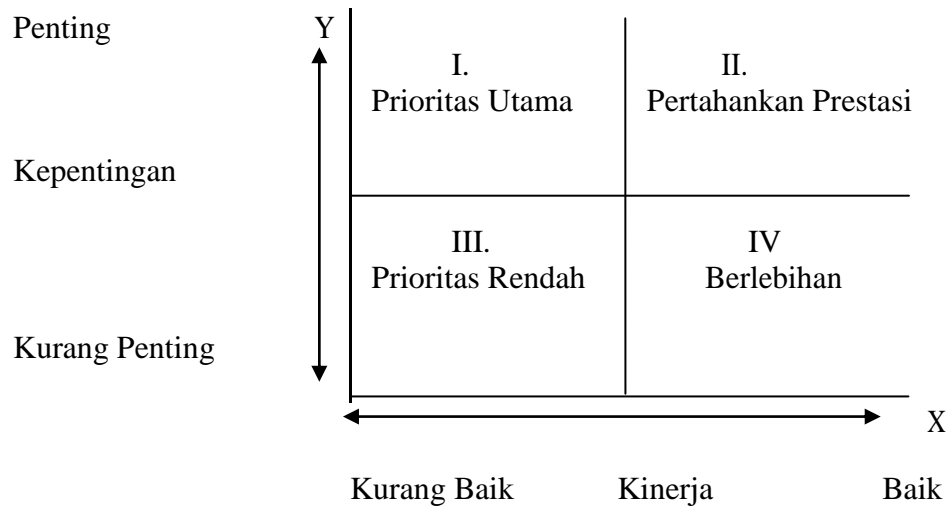 Penting
Y
I.
II.
Prioritas Utama
Pertahankan Prestasi
Kepentingan
III.
IV
Prioritas Rendah
Berlebihan
Kurang Penting
X
Kurang Baik
Kinerja
Baik